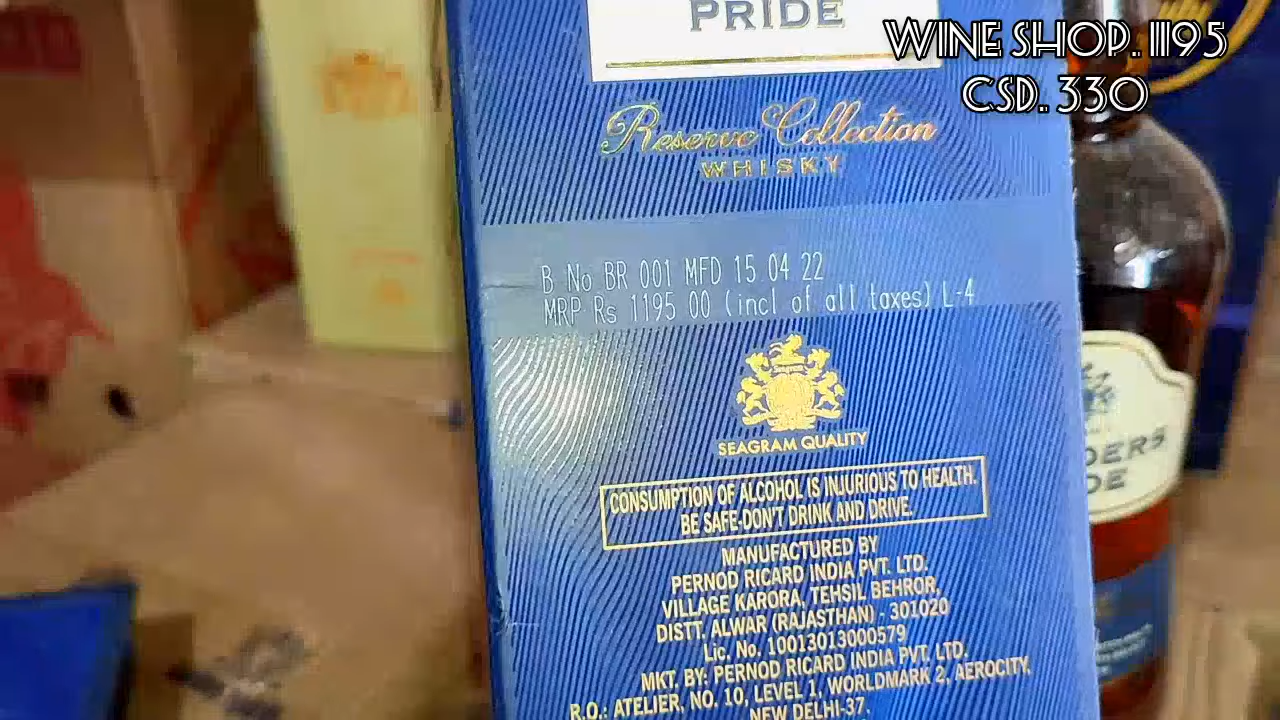 WINE SHOP. 1195
CSD. 330
PRIDE
Reserve Collection
WHISKY
B No BR 001 MFD 15 04 22
MRP Rs 1195 00 (incl of all taxes) L-4
Seagram
SEAGRAM QUALITY
CONSUMPTION OF ALCOHOL IS INJURIOUS TO HEALTH.
BE SAFE-DON'T DRINK AND DRIVE.
MANUFACTURED BY
PERNOD RICARD INDIA PVT. LTD.
VILLAGE KARORA, TEHSIL BEHROR,
DISTT. ALWAR (RAJASTHAN) - 301020
Lic. No. 10013013000579
MKT. BY: PERNOD RICARD INDIA PVT. LTD.
R.O.: ATELIER, NO. 10, LEVEL 1, WORLDMARK 2, AEROCITY,
NEW DELHI-37.
DERS
DE